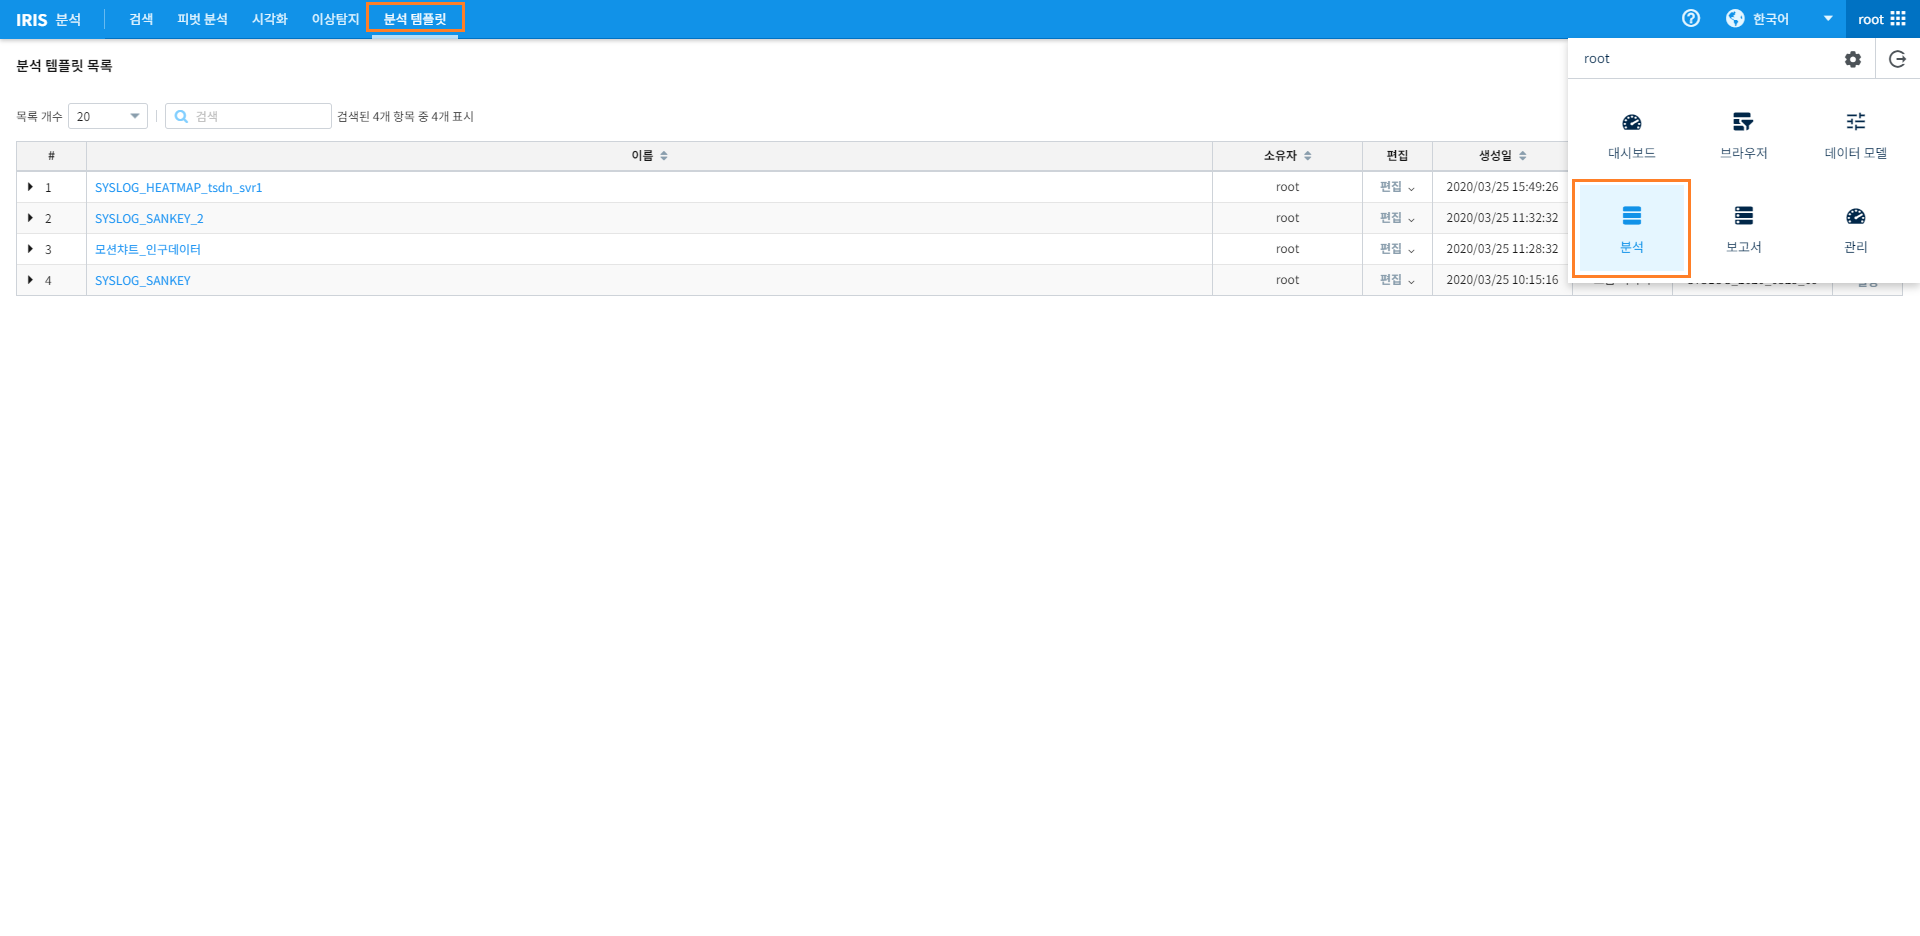 IRIS 분석 검색 피벗 분석 시각화 이상탐지 분석 템플릿 한국어 root
분석 템플릿 목록
root
목록 개수 20 검색 검색된 4개 항목 중 4개 표시
대시보드 브라우저 데이터 모델
# 이름 소유자 편집 생성일
1 SYSLOG_HEATMAP_tsdn_svr1 root 편집 2020/03/25 15:49:26
2 SYSLOG_SANKEY_2 root 편집 2020/03/25 11:32:32
3 모션챠트_인구데이터 root 편집 2020/03/25 11:28:32
4 SYSLOG_SANKEY root 편집 2020/03/25 10:15:16
분석 보고서 관리